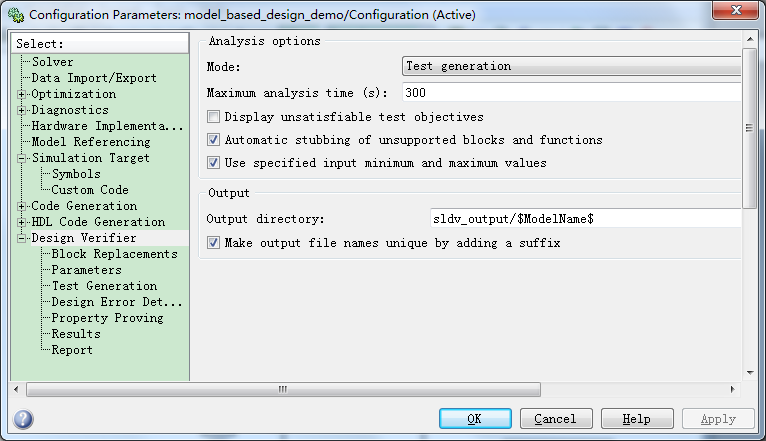 Configuration Parameters: model_based_design_demo/Configuration (Active)
Select:
Solver
Data Import/Export
Optimization
Diagnostics
Hardware Implementa...
Model Referencing
Simulation Target
Symbols
Custom Code
Code Generation
HDL Code Generation
Design Verifier
Block Replacements
Parameters
Test Generation
Design Error Det...
Property Proving
Results
Report
Analysis options
Mode: Test generation
Maximum analysis time (s): 300
Display unsatisfiable test objectives
Automatic stubbing of unsupported blocks and functions
Use specified input minimum and maximum values
Output
Output directory: sldv_output/$ModelName$
Make output file names unique by adding a suffix
OK Cancel Help Apply